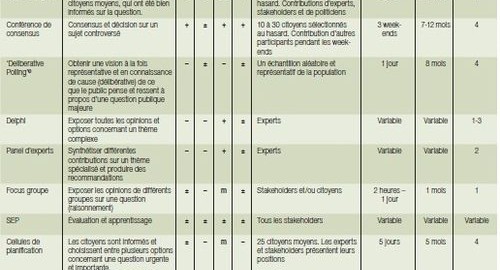 citoyens moyens, qui ont été bien
informés sur la question.
hasard. Contributions d'experts,
stakeholders et de politiciens
Conférence de
consensus
Consensus et décision sur un
sujet controversé
+ ± + +
10 à 30 citoyens sélectionnés
au hasard. Contribution d'autres
participants pendant les week-
ends
3 week-
ends
7-12 mois
4
'Deliberative
Polling'®
Obtenir une vision à la fois
représentative et en connaissance
de cause (délibérative) de ce
que le public pense et ressent à
propos d'une question publique
majeure
− ± − ±
Un échantillon aléatoire et
représentatif de la population
1 jour
8 mois
4
Delphi
Exposer toutes les opinions et
options concernant un thème
complexe
− − + ±
Experts
Variable
Variable
1-3
Panel d'experts
Synthétiser différentes
contributions sur un thème
spécialisé et produire des
recommandations
− − + ±
Experts
Variable
Variable
2
Focus groupe
Exposer les opinions de différents
groupes sur une question
(raisonnement)
± − m ±
Stakeholders et/ou citoyens
2 heures –
1 jour
1 mois
1
SEP
Evaluation et apprentissage
± ± ± ±
Tous les stakeholders
Variable
Variable
Variable
Cellules de
planification
Les citoyens sont informés et
choisissent entre plusieurs options
concernant une question urgente
et importante
± − m −
25 citoyens moyens. Les experts
et stakeholders présentent leurs
positions
5 jours
5 mois
4